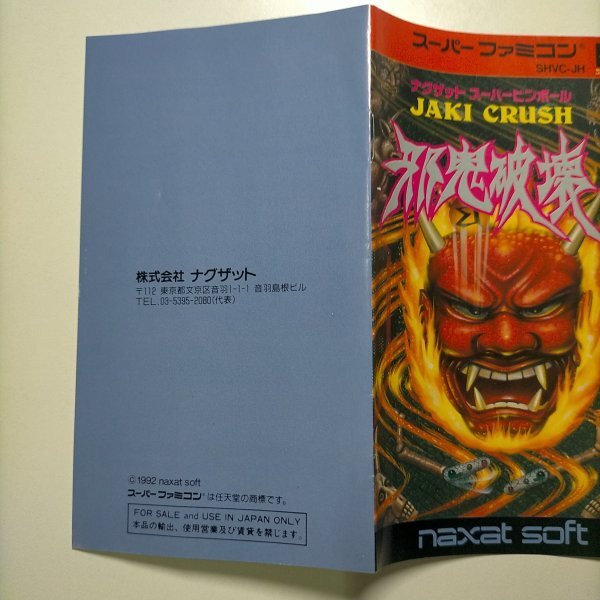 株式会社 ナグザット
〒112 東京都文京区音羽1-1-1 音羽島根ビル
TEL.03-5395-2080(代表)
©1992 naxat soft
スーパーファミコン®は任天堂の商標です。
FOR SALE and USE IN JAPAN ONLY
本品の輸出、使用営業及び賃貸を禁じます。
スーパーファミコン®
SHVC-JH
ナグザット スーパーピンボール
JAKI CRUSH
邪鬼破壊
naxat soft